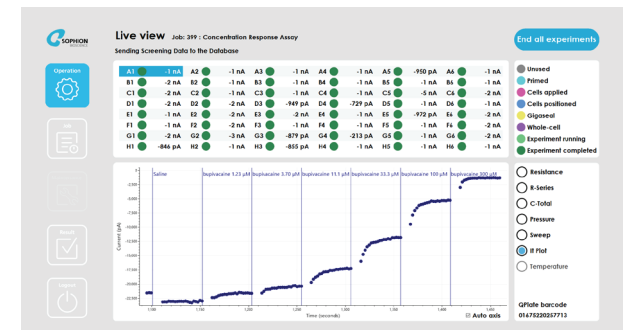 SOPHION
Live view Job: 399 : Concentration Response Assay
End all experiments
Sending Screening Data to the Database
Operation
A1 -1 nA A2 -1 nA A3 -1 nA A4 -1 nA A5 -950 pA A6 -1 nA
B1 -2 nA B2 -1 nA B3 -1 nA B4 -1 nA B5 -1 nA B6 -1 nA
C1 -2 nA C2 -1 nA C3 -1 nA C4 -1 nA C5 -5 nA C6 -2 nA
D1 -2 nA D2 -2 nA D3 -949 pA D4 -729 pA D5 -1 nA D6 -1 nA
E1 -1 nA E2 -2 nA E3 -2 nA E4 -1 nA E5 -972 pA E6 -2 nA
F1 -1 nA F2 -2 nA F3 -1 nA F4 -1 nA F5 -1 nA F6 -2 nA
G1 -2 nA G2 -3 nA G3 -879 pA G4 -213 pA G5 -1 nA G6 -2 nA
H1 -846 pA H2 -1 nA H3 -855 pA H4 -1 nA H5 -1 nA H6 -1 nA
Unused
Primed
Cells applied
Cells positioned
Gigaseal
Whole-cell
Experiment running
Experiment completed
Saline bupivacaine 1.23 µM bupivacaine 3.70 µM bupivacaine 11.1 µM bupivacaine 33.3 µM bupivacaine 100 µM bupivacaine 300 µM
Current (pA)
Time (seconds)
Auto axis
Resistance
R-Series
C-Total
Pressure
Sweep
It Plot
Temperature
QPlate barcode
01675220257713
Result
Logout